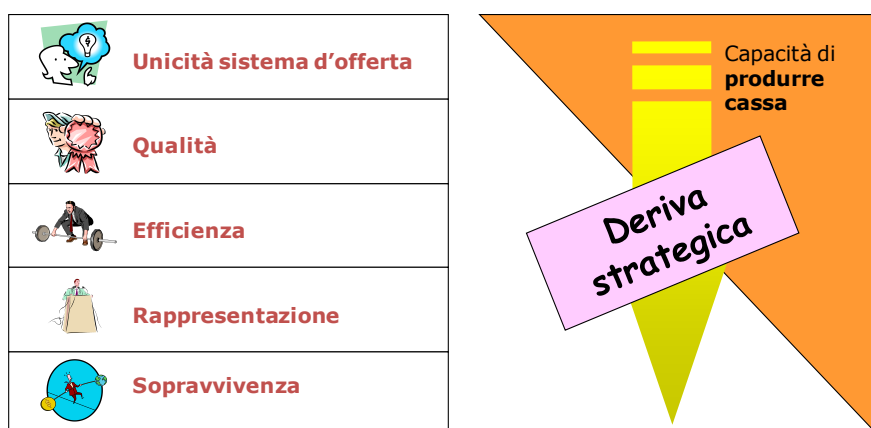 Unicità sistema d'offerta
Qualità
Efficienza
Rappresentazione
Sopravvivenza
Capacità di
produrre
cassa
Deriva
strategica